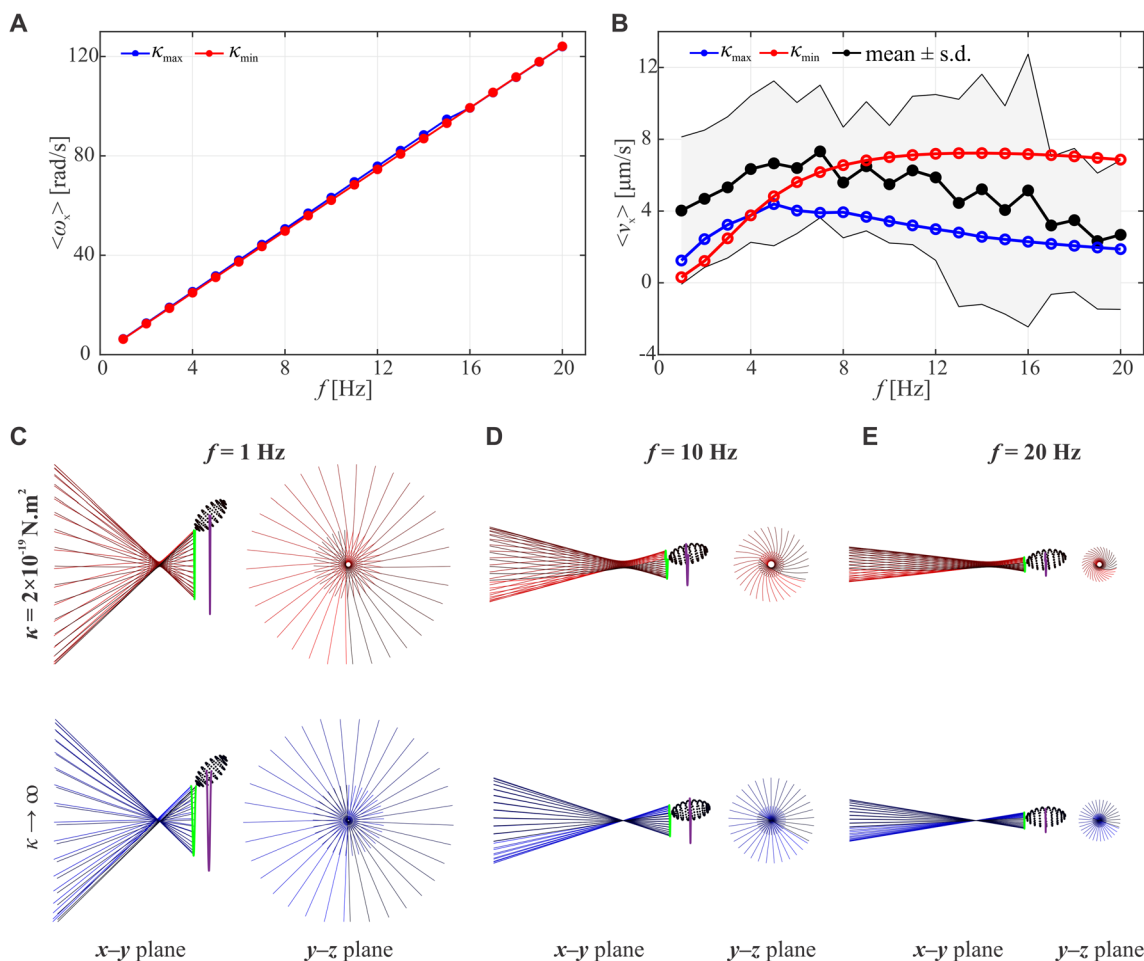 A
B
κmax κmin
κmax κmin mean ± s.d.
120
80
40
0
<ωx> [rad/s]
0 4 8 12 16 20
f [Hz]
12
8
4
0
-4
<vx> [μm/s]
0 4 8 12 16 20
f [Hz]
C
D
E
f = 1 Hz
f = 10 Hz
f = 20 Hz
κ = 2×10⁻¹⁹ N.m²
κ → ∞
x–y plane
y–z plane
x–y plane
y–z plane
x–y plane
y–z plane